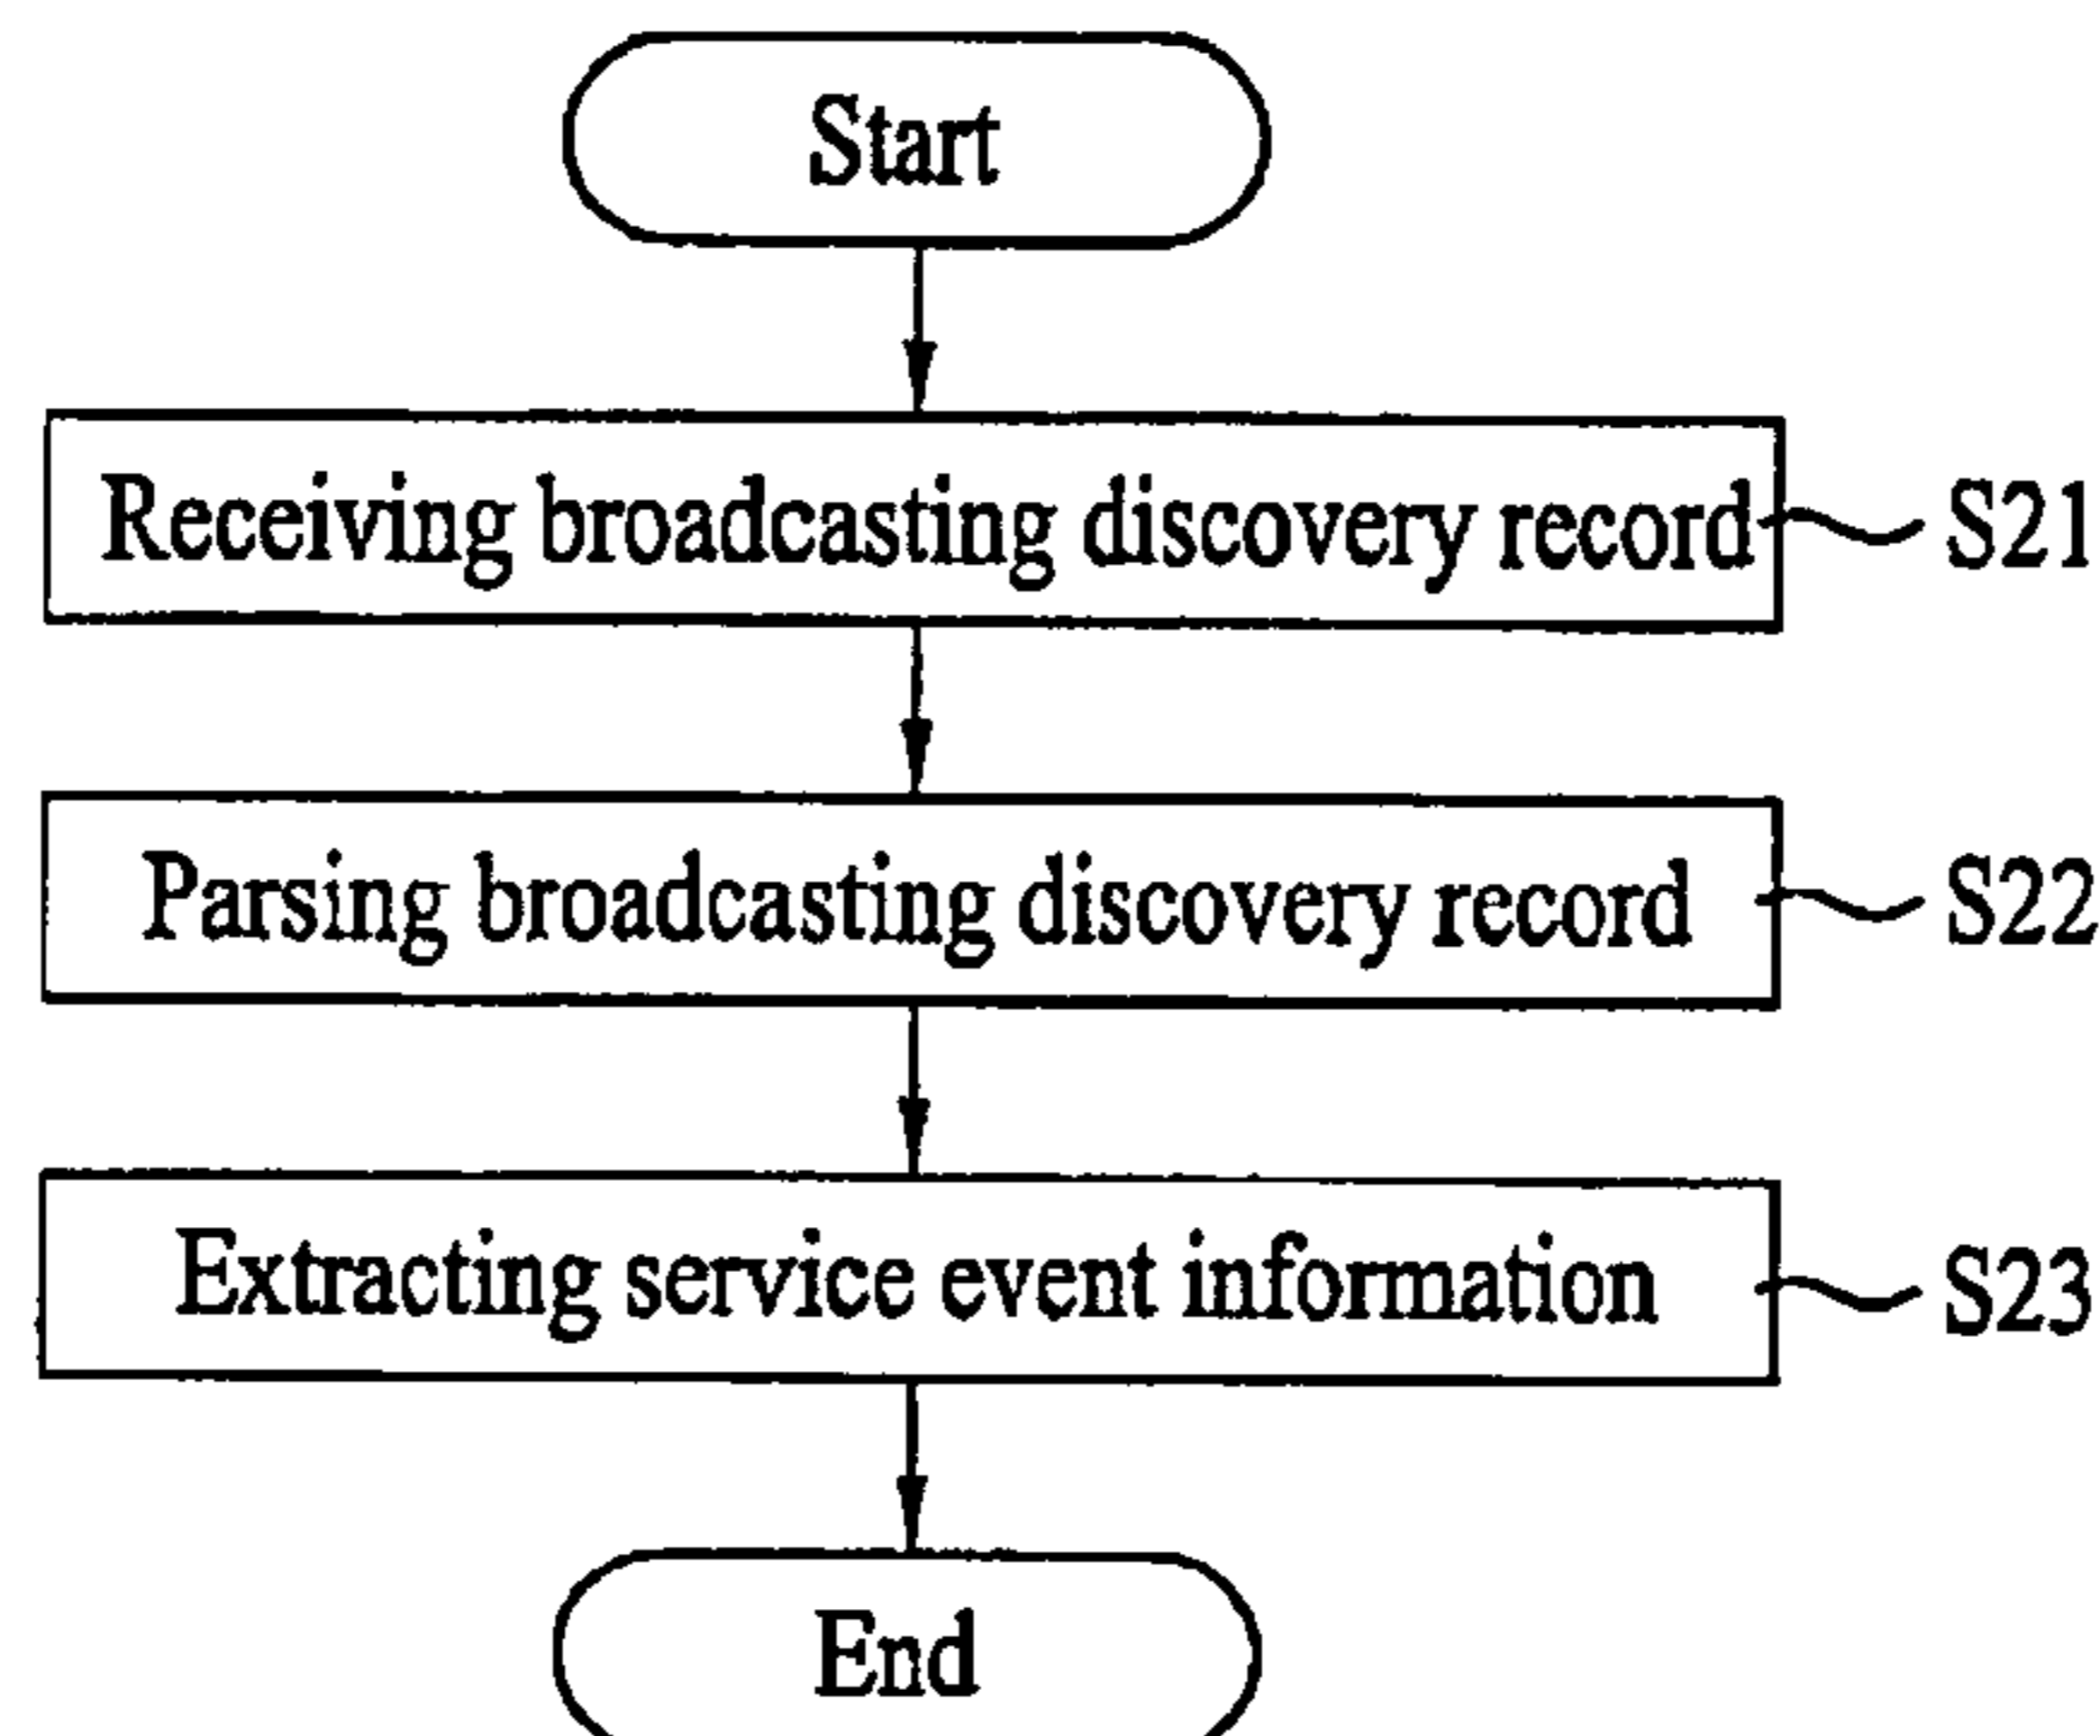 Start
Receiving broadcasting discovery record
S21
Parsing broadcasting discovery record
S22
Extracting service event information
S23
End